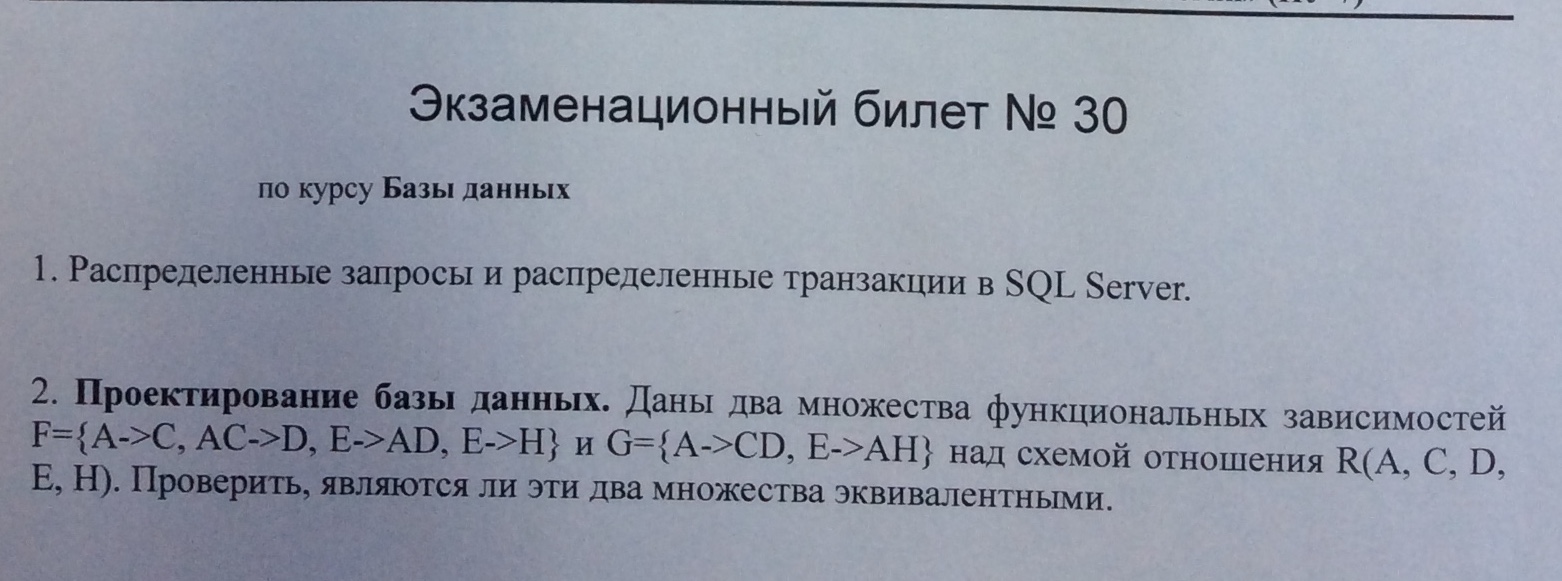 Экзаменационный билет № 30
по курсу Базы данных
1. Распределенные запросы и распределенные транзакции в SQL Server.
2. Проектирование базы данных. Даны два множества функциональных зависимостей
F={A->C, AC->D, E->AD, E->H} и G={A->CD, E->AH} над схемой отношения R(A, C, D,
E, H). Проверить, являются ли эти два множества эквивалентными.